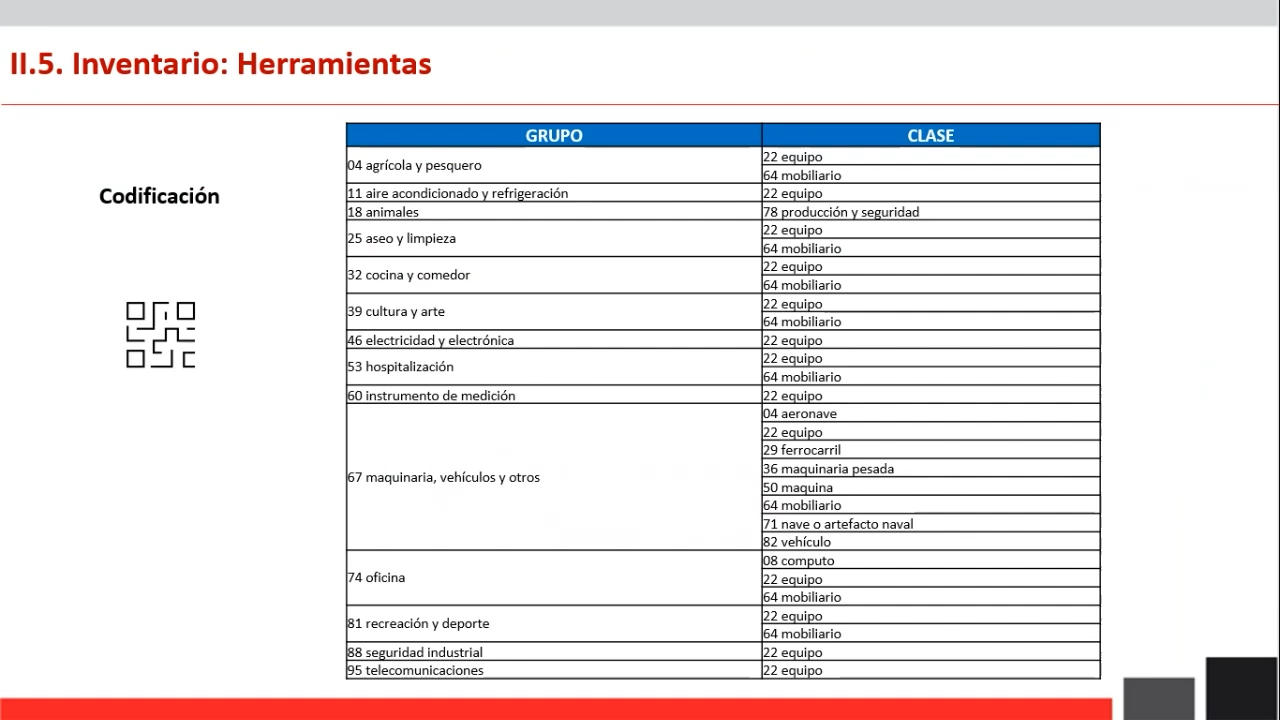 II.5. Inventario: Herramientas
Codificación
GRUPO CLASE
04 agrícola y pesquero
22 equipo
64 mobiliario
11 aire acondicionado y refrigeración 22 equipo
18 animales 78 producción y seguridad
25 aseo y limpieza
22 equipo
64 mobiliario
32 cocina y comedor
22 equipo
64 mobiliario
39 cultura y arte
22 equipo
64 mobiliario
46 electricidad y electrónica 22 equipo
53 hospitalización
22 equipo
64 mobiliario
60 instrumento de medición 22 equipo
67 maquinaria, vehículos y otros
04 aeronave
22 equipo
29 ferrocarril
36 maquinaria pesada
50 maquina
64 mobiliario
71 nave o artefacto naval
82 vehículo
74 oficina
08 computo
22 equipo
64 mobiliario
81 recreación y deporte
22 equipo
64 mobiliario
88 seguridad industrial 22 equipo
95 telecomunicaciones 22 equipo